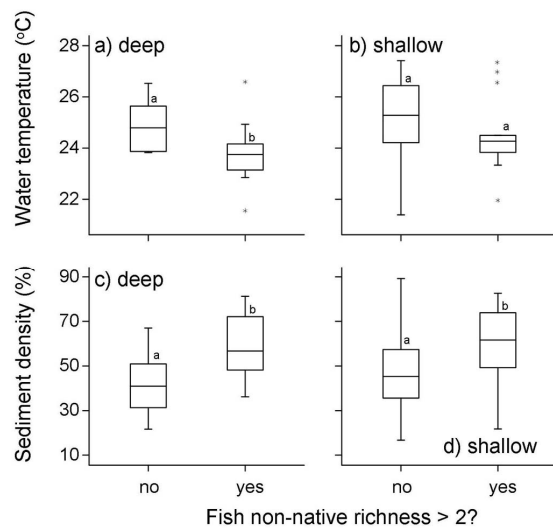 a) deep
b) shallow
Water temperature (°C)
28
26
24
22
a
b
a
a
c) deep
d) shallow
Sediment density (%)
90
70
50
30
10
a
b
a
b
no yes no yes
Fish non-native richness > 2?